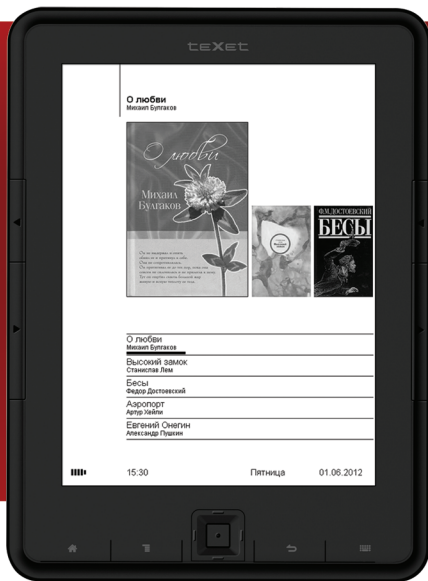 teXet
О любви
Михаил Булгаков
О любви
Михаил
Булгаков
Ф.М.ДОСТОЕВСКИЙ
БЕСЫ
О любви
Михаил Булгаков
Высокий замок
Станислав Лем
Бесы
Федор Достоевский
Аэропорт
Артур Хейли
Евгений Онегин
Александр Пушкин
15:30 Пятница 01.06.2012